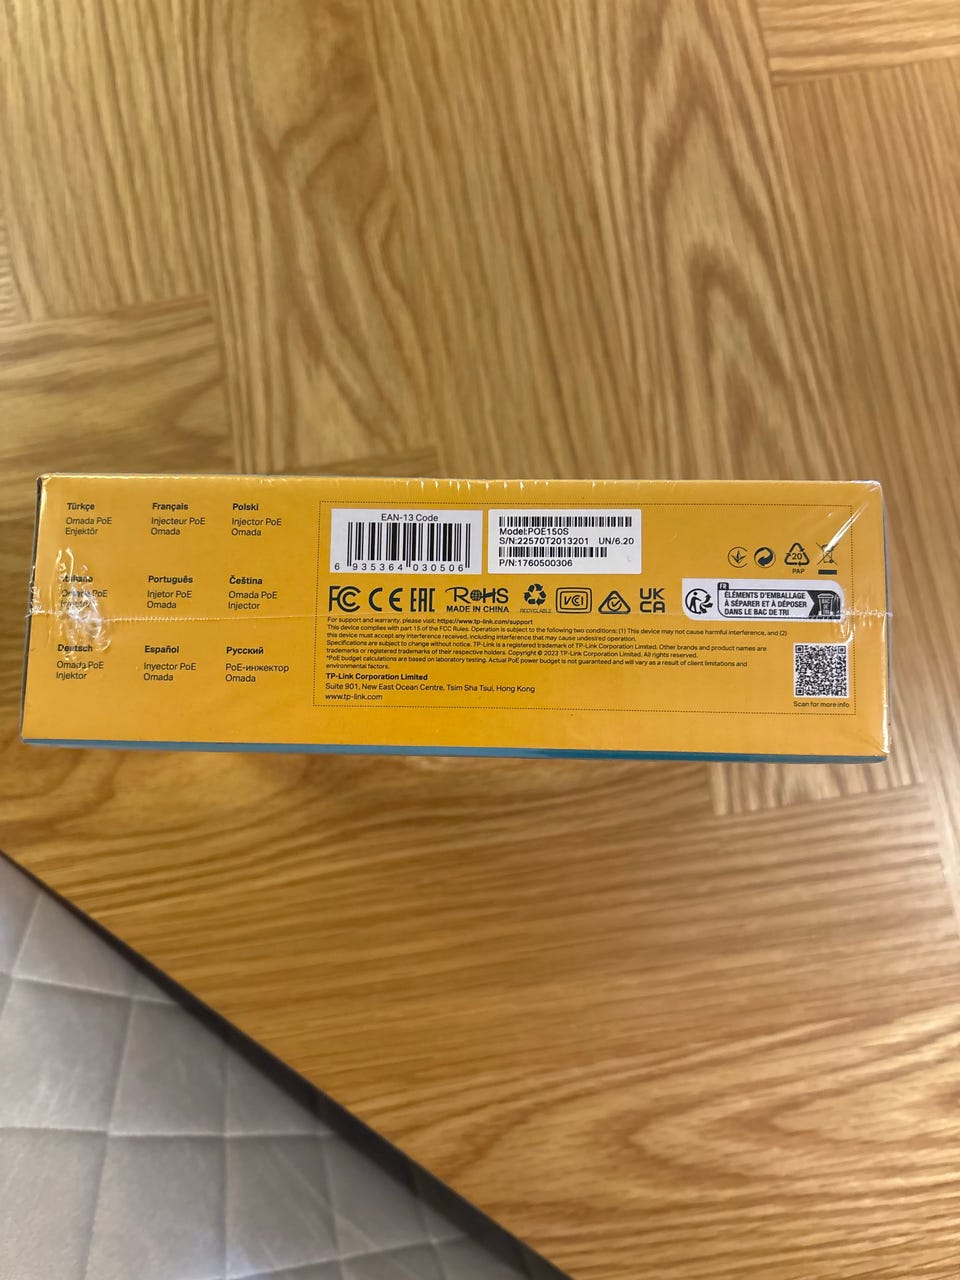 Türkçe
Omada PoE
Enjektör
Français
Injecteur PoE
Omada
Polski
Injector PoE
Omada
Omada PoE
Português
Injetor PoE
Omada
Čeština
Omada PoE
Injector
Deutsch
Omada PoE
Injektor
Español
Inyector PoE
Omada
Русский
PoE-инжектор
Omada
EAN-13 Code
6 935364 030506
Model:POE150S
S/N:22570T2013201 UN/6.20
P/N:1760500306
20
PAP
FC CE EAC RoHS
MADE IN CHINA
RECYCLABLE
VCCI
UK
CA
FR
ÉLÉMENTS D'EMBALLAGE
À SÉPARER ET À DÉPOSER
DANS LE BAC DE TRI
BAC
DE
TRI
For support and warranty, please visit: https://www.tp-link.com/support
This device complies with part 15 of the FCC Rules. Operation is subject to the following two conditions: (1) This device may not cause harmful interference, and (2)
this device must accept any interference received, including interference that may cause undesired operation.
Specifications are subject to change without notice. TP-Link is a registered trademark of TP-Link Corporation Limited. Other brands and product names are
trademarks or registered trademarks of their respective holders. Copyright © 2023 TP-Link Corporation Limited. All rights reserved.
*PoE budget calculations are based on laboratory testing. Actual PoE power budget is not guaranteed and will vary as a result of client limitations and
environmental factors.
TP-Link Corporation Limited
Suite 901, New East Ocean Centre, Tsim Sha Tsui, Hong Kong
www.tp-link.com
Scan for more info